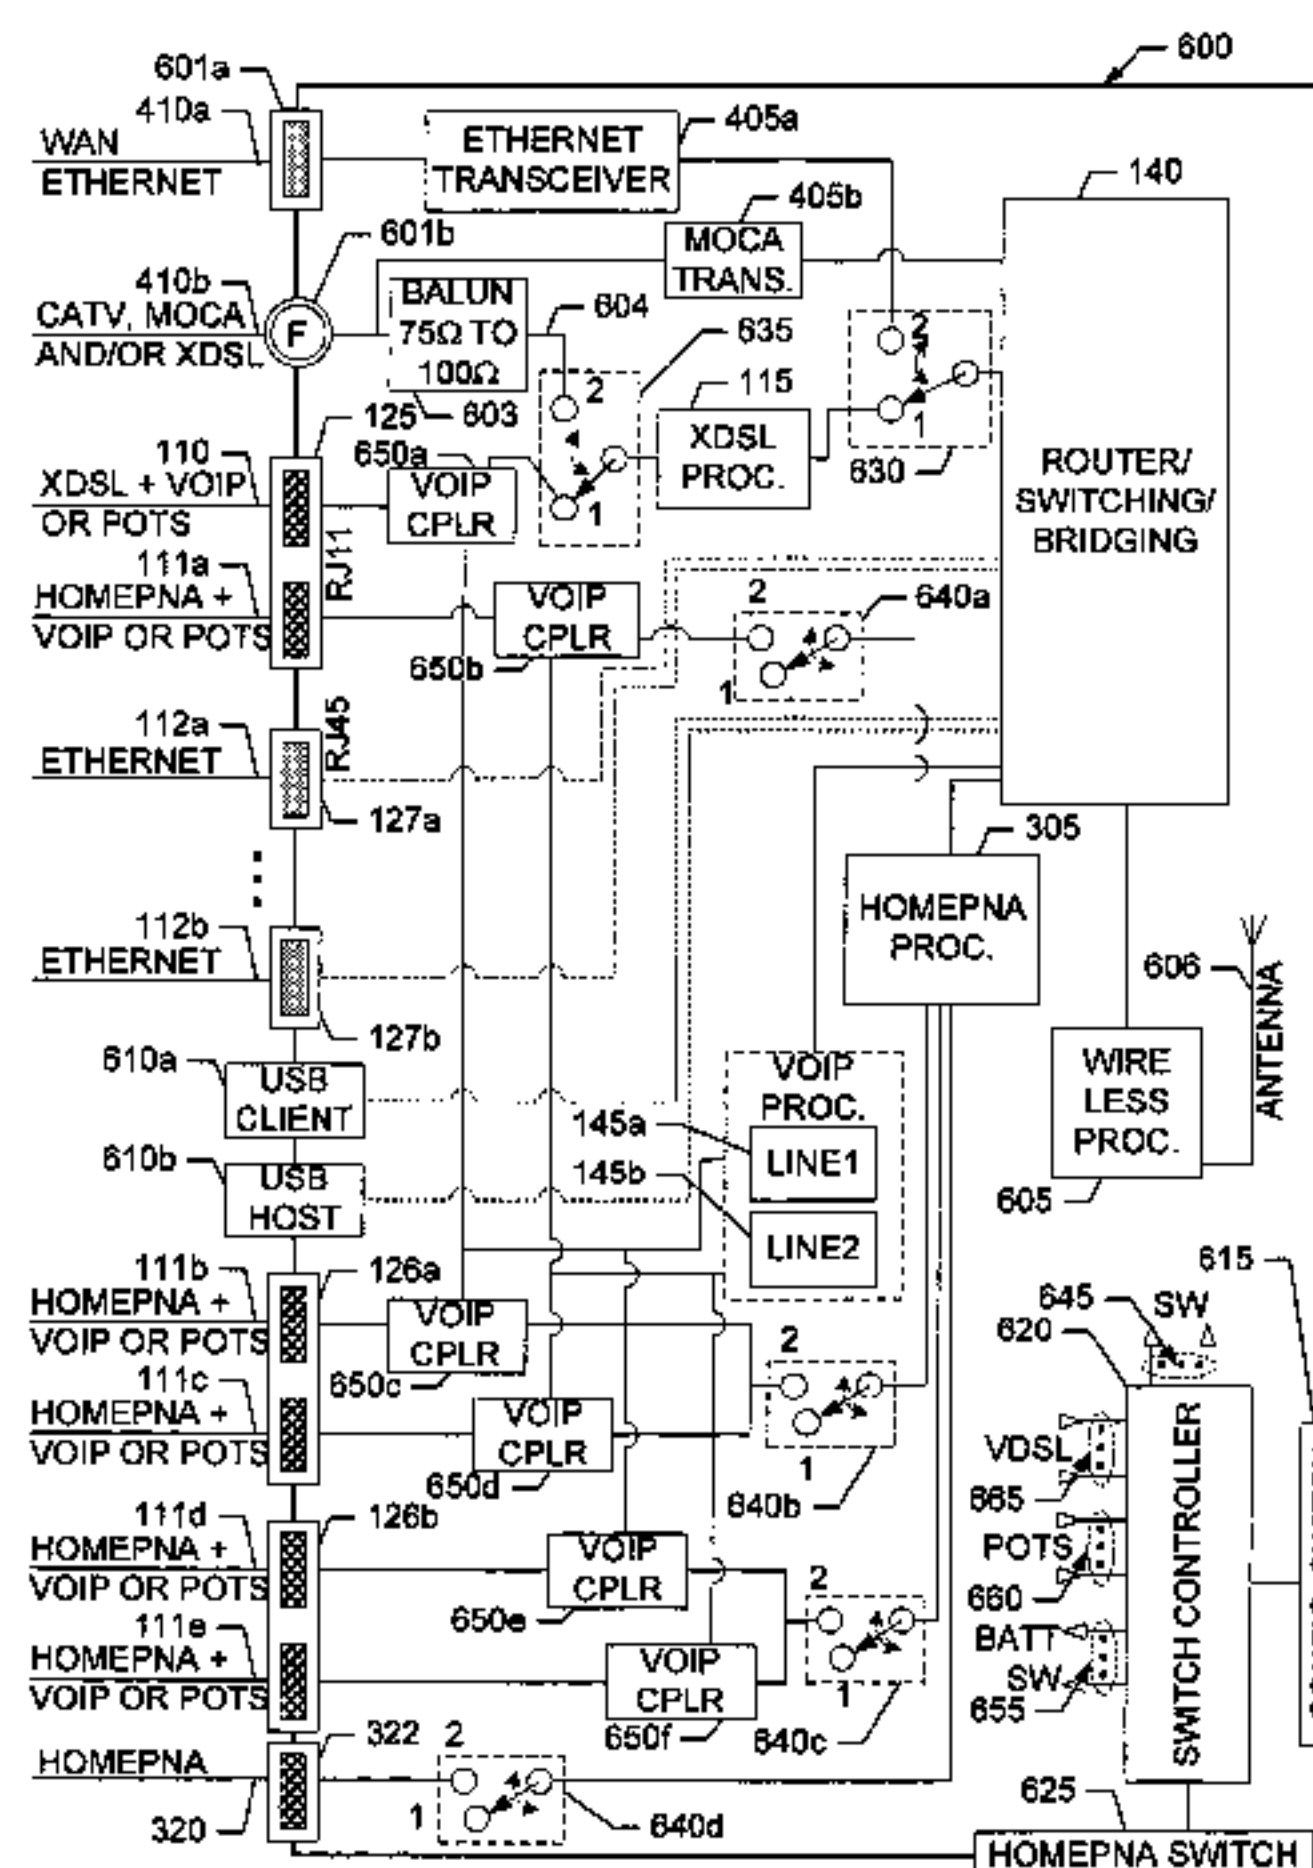 600
601a
410a
WAN
ETHERNET
ETHERNET
TRANSCEIVER
405a
140
405b
MOCA
TRANS.
601b
410b
CATV, MOCA
AND/OR XDSL
F
BALUN
75Ω TO
100Ω
604
603
635
2
1
115
XDSL
PROC.
2
1
630
ROUTER/
SWITCHING/
BRIDGING
125
110
XDSL + VOIP
OR POTS
650a
VOIP
CPLR
RJ11
111a
HOMEPNA +
VOIP OR POTS
VOIP
CPLR
650b
2
1
640a
112a
ETHERNET
RJ45
127a
305
HOMEPNA
PROC.
112b
ETHERNET
127b
606
ANTENNA
WIRE
LESS
PROC.
605
610a
USB
CLIENT
610b
USB
HOST
VOIP
PROC.
145a
LINE1
145b
LINE2
111b
HOMEPNA +
VOIP OR POTS
126a
VOIP
CPLR
650c
111c
HOMEPNA +
VOIP OR POTS
VOIP
CPLR
650d
2
1
640b
615
645
SW
620
VDSL
665
POTS
660
BATT
SW
655
SWITCH CONTROLLER
111d
HOMEPNA +
VOIP OR POTS
126b
VOIP
CPLR
650e
111e
HOMEPNA +
VOIP OR POTS
VOIP
CPLR
650f
2
1
640c
322
HOMEPNA
320
2
1
640d
625
HOMEPNA SWITCH